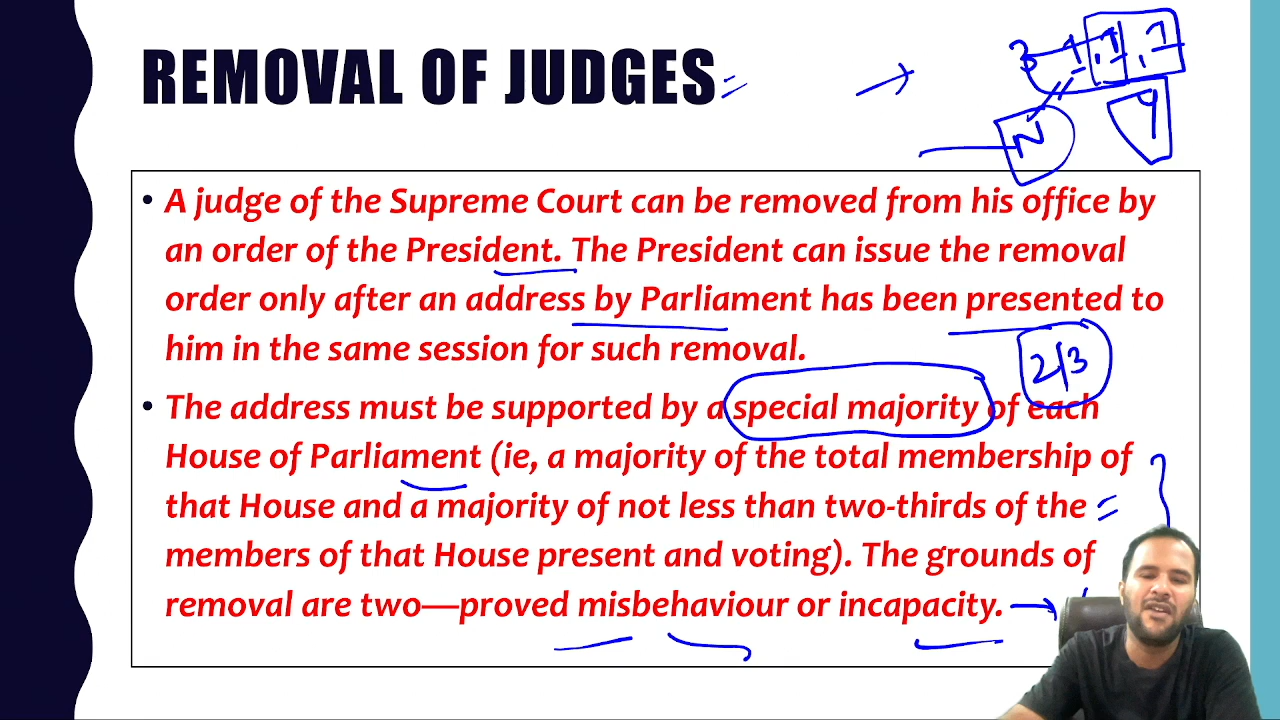 REMOVAL OF JUDGES
• A judge of the Supreme Court can be removed from his office by
an order of the President. The President can issue the removal
order only after an address by Parliament has been presented to
him in the same session for such removal.
2/3
• The address must be supported by a special majority of each
House of Parliament (ie, a majority of the total membership of
that House and a majority of not less than two-thirds of the
members of that House present and voting). The grounds of
removal are two—proved misbehaviour or incapacity.